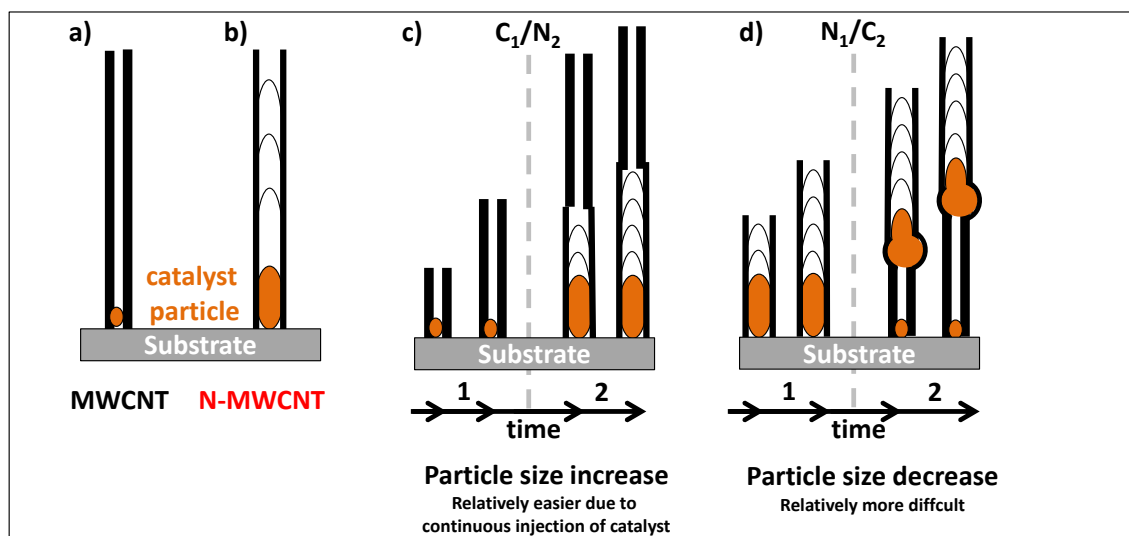 a)
b)
c)
C₁/N₂
d)
N₁/C₂
catalyst
particle
Substrate
Substrate
Substrate
MWCNT
N-MWCNT
1
2
time
1
2
time
Particle size increase
Relatively easier due to
continuous injection of catalyst
Particle size decrease
Relatively more diffcult